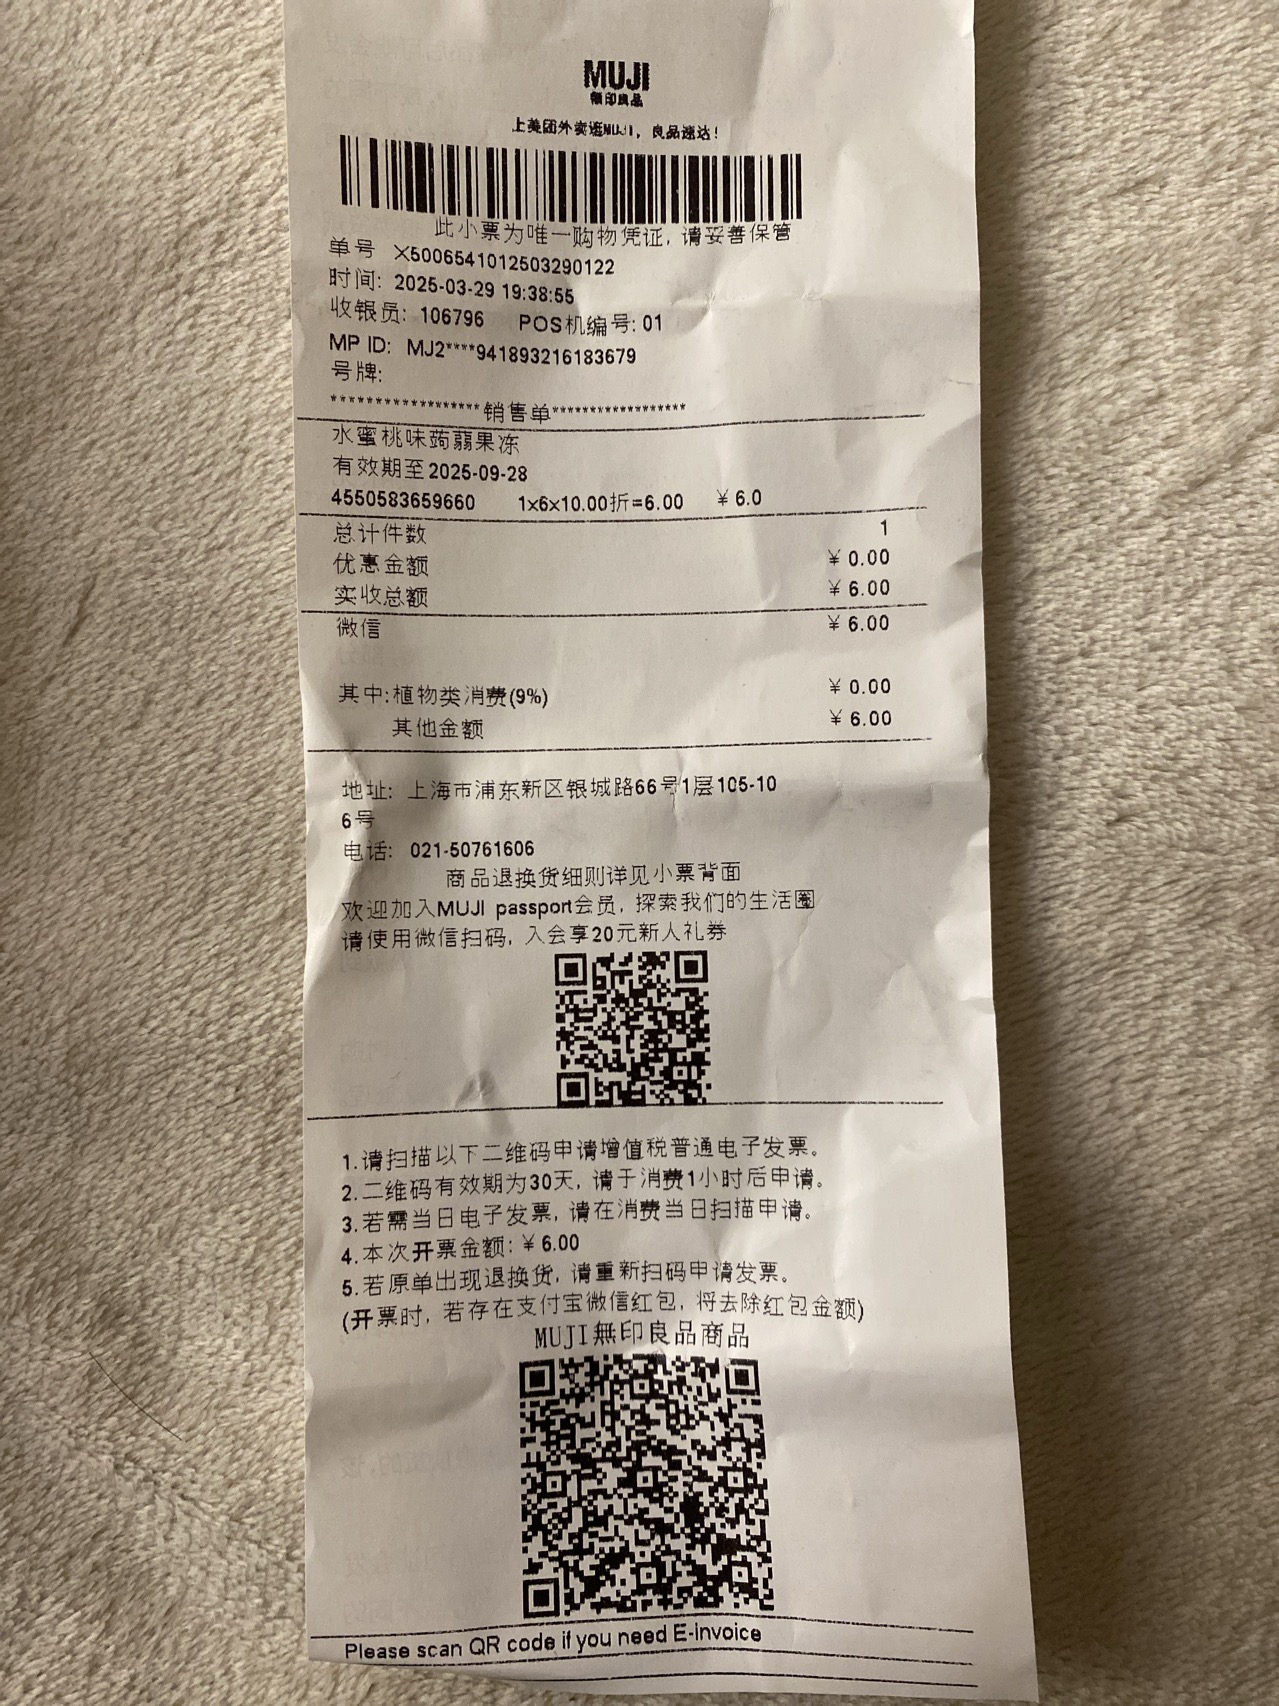 MUJI
無印良品
上美团外卖逛MUJI，良品速达！
此小票为唯一购物凭证，请妥善保管
单号 X5006541012503290122
时间: 2025-03-29 19:38:55
收银员: 106796 POS机编号: 01
MP ID: MJ2****941893216183679
号牌:
******************销售单*****************
水蜜桃味蒟蒻果冻
有效期至2025-09-28
4550583659660 1x6x10.00折=6.00 ￥6.0
总计件数 1
优惠金额 ￥0.00
实收总额 ￥6.00
微信 ￥6.00
其中:植物类消费(9%) ￥0.00
其他金额 ￥6.00
地址: 上海市浦东新区银城路66号1层105-10
6号
电话: 021-50761606
商品退换货细则详见小票背面
欢迎加入MUJI passport会员, 探索我们的生活圈
请使用微信扫码, 入会享20元新人礼券
1.请扫描以下二维码申请增值税普通电子发票。
2.二维码有效期为30天, 请于消费1小时后申请。
3.若需当日电子发票, 请在消费当日扫描申请。
4.本次开票金额: ￥6.00
5.若原单出现退换货, 请重新扫码申请发票。
(开票时, 若存在支付宝微信红包, 将去除红包金额)
MUJI無印良品商品
Please scan QR code if you need E-invoice